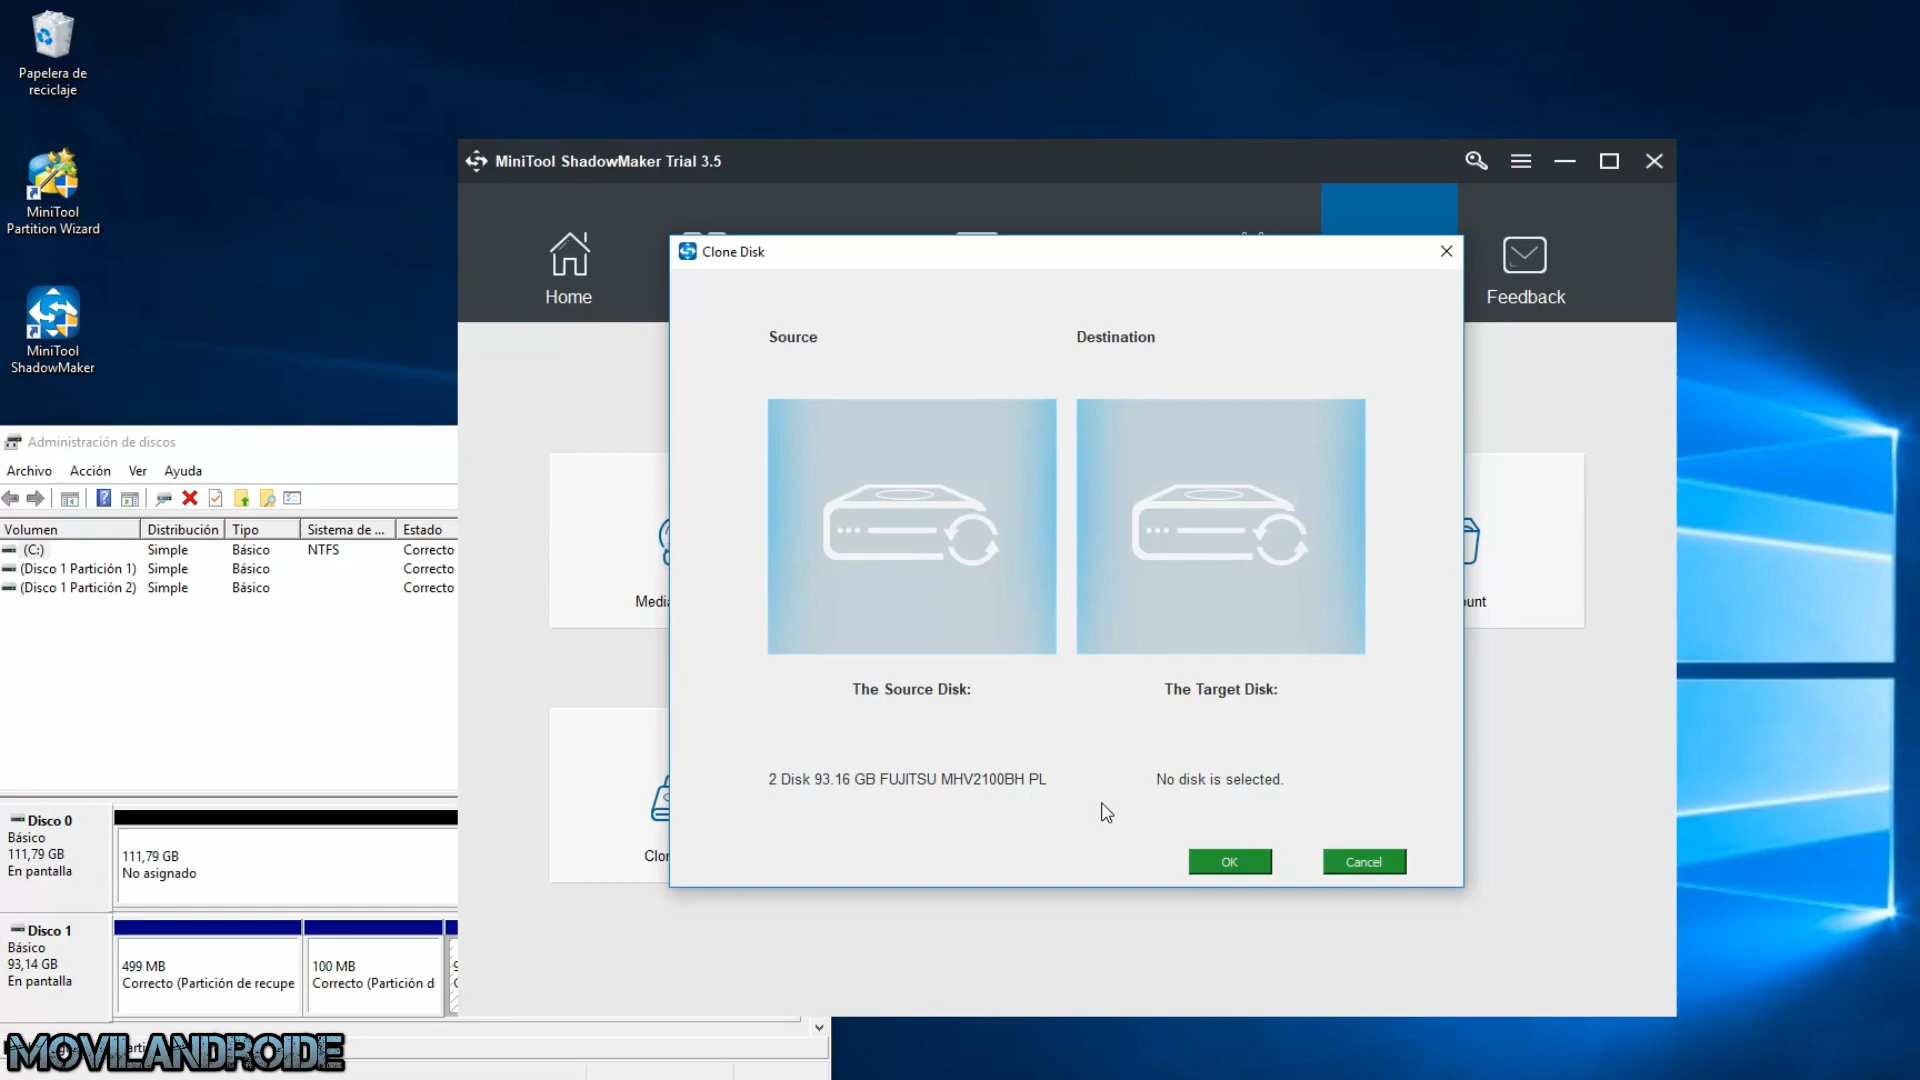 Papelera de
reciclaje
MiniTool
Partition Wizard
MiniTool
ShadowMaker
MiniTool ShadowMaker Trial 3.5
Home
Feedback
Clone Disk
Source
Destination
The Source Disk:
The Target Disk:
2 Disk 93.16 GB FUJITSU MHV2100BH PL
No disk is selected.
OK
Cancel
Administración de discos
Archivo Acción Ver Ayuda
Volumen Distribución Tipo Sistema de ... Estado
(C:) Simple Básico NTFS Correcto
(Disco 1 Partición 1) Simple Básico Correcto
(Disco 1 Partición 2) Simple Básico Correcto
Disco 0
Básico
111,79 GB
En pantalla
111,79 GB
No asignado
Disco 1
Básico
93,14 GB
En pantalla
499 MB
Correcto (Partición de recupe
100 MB
Correcto (Partición d
MOVILANDROIDE